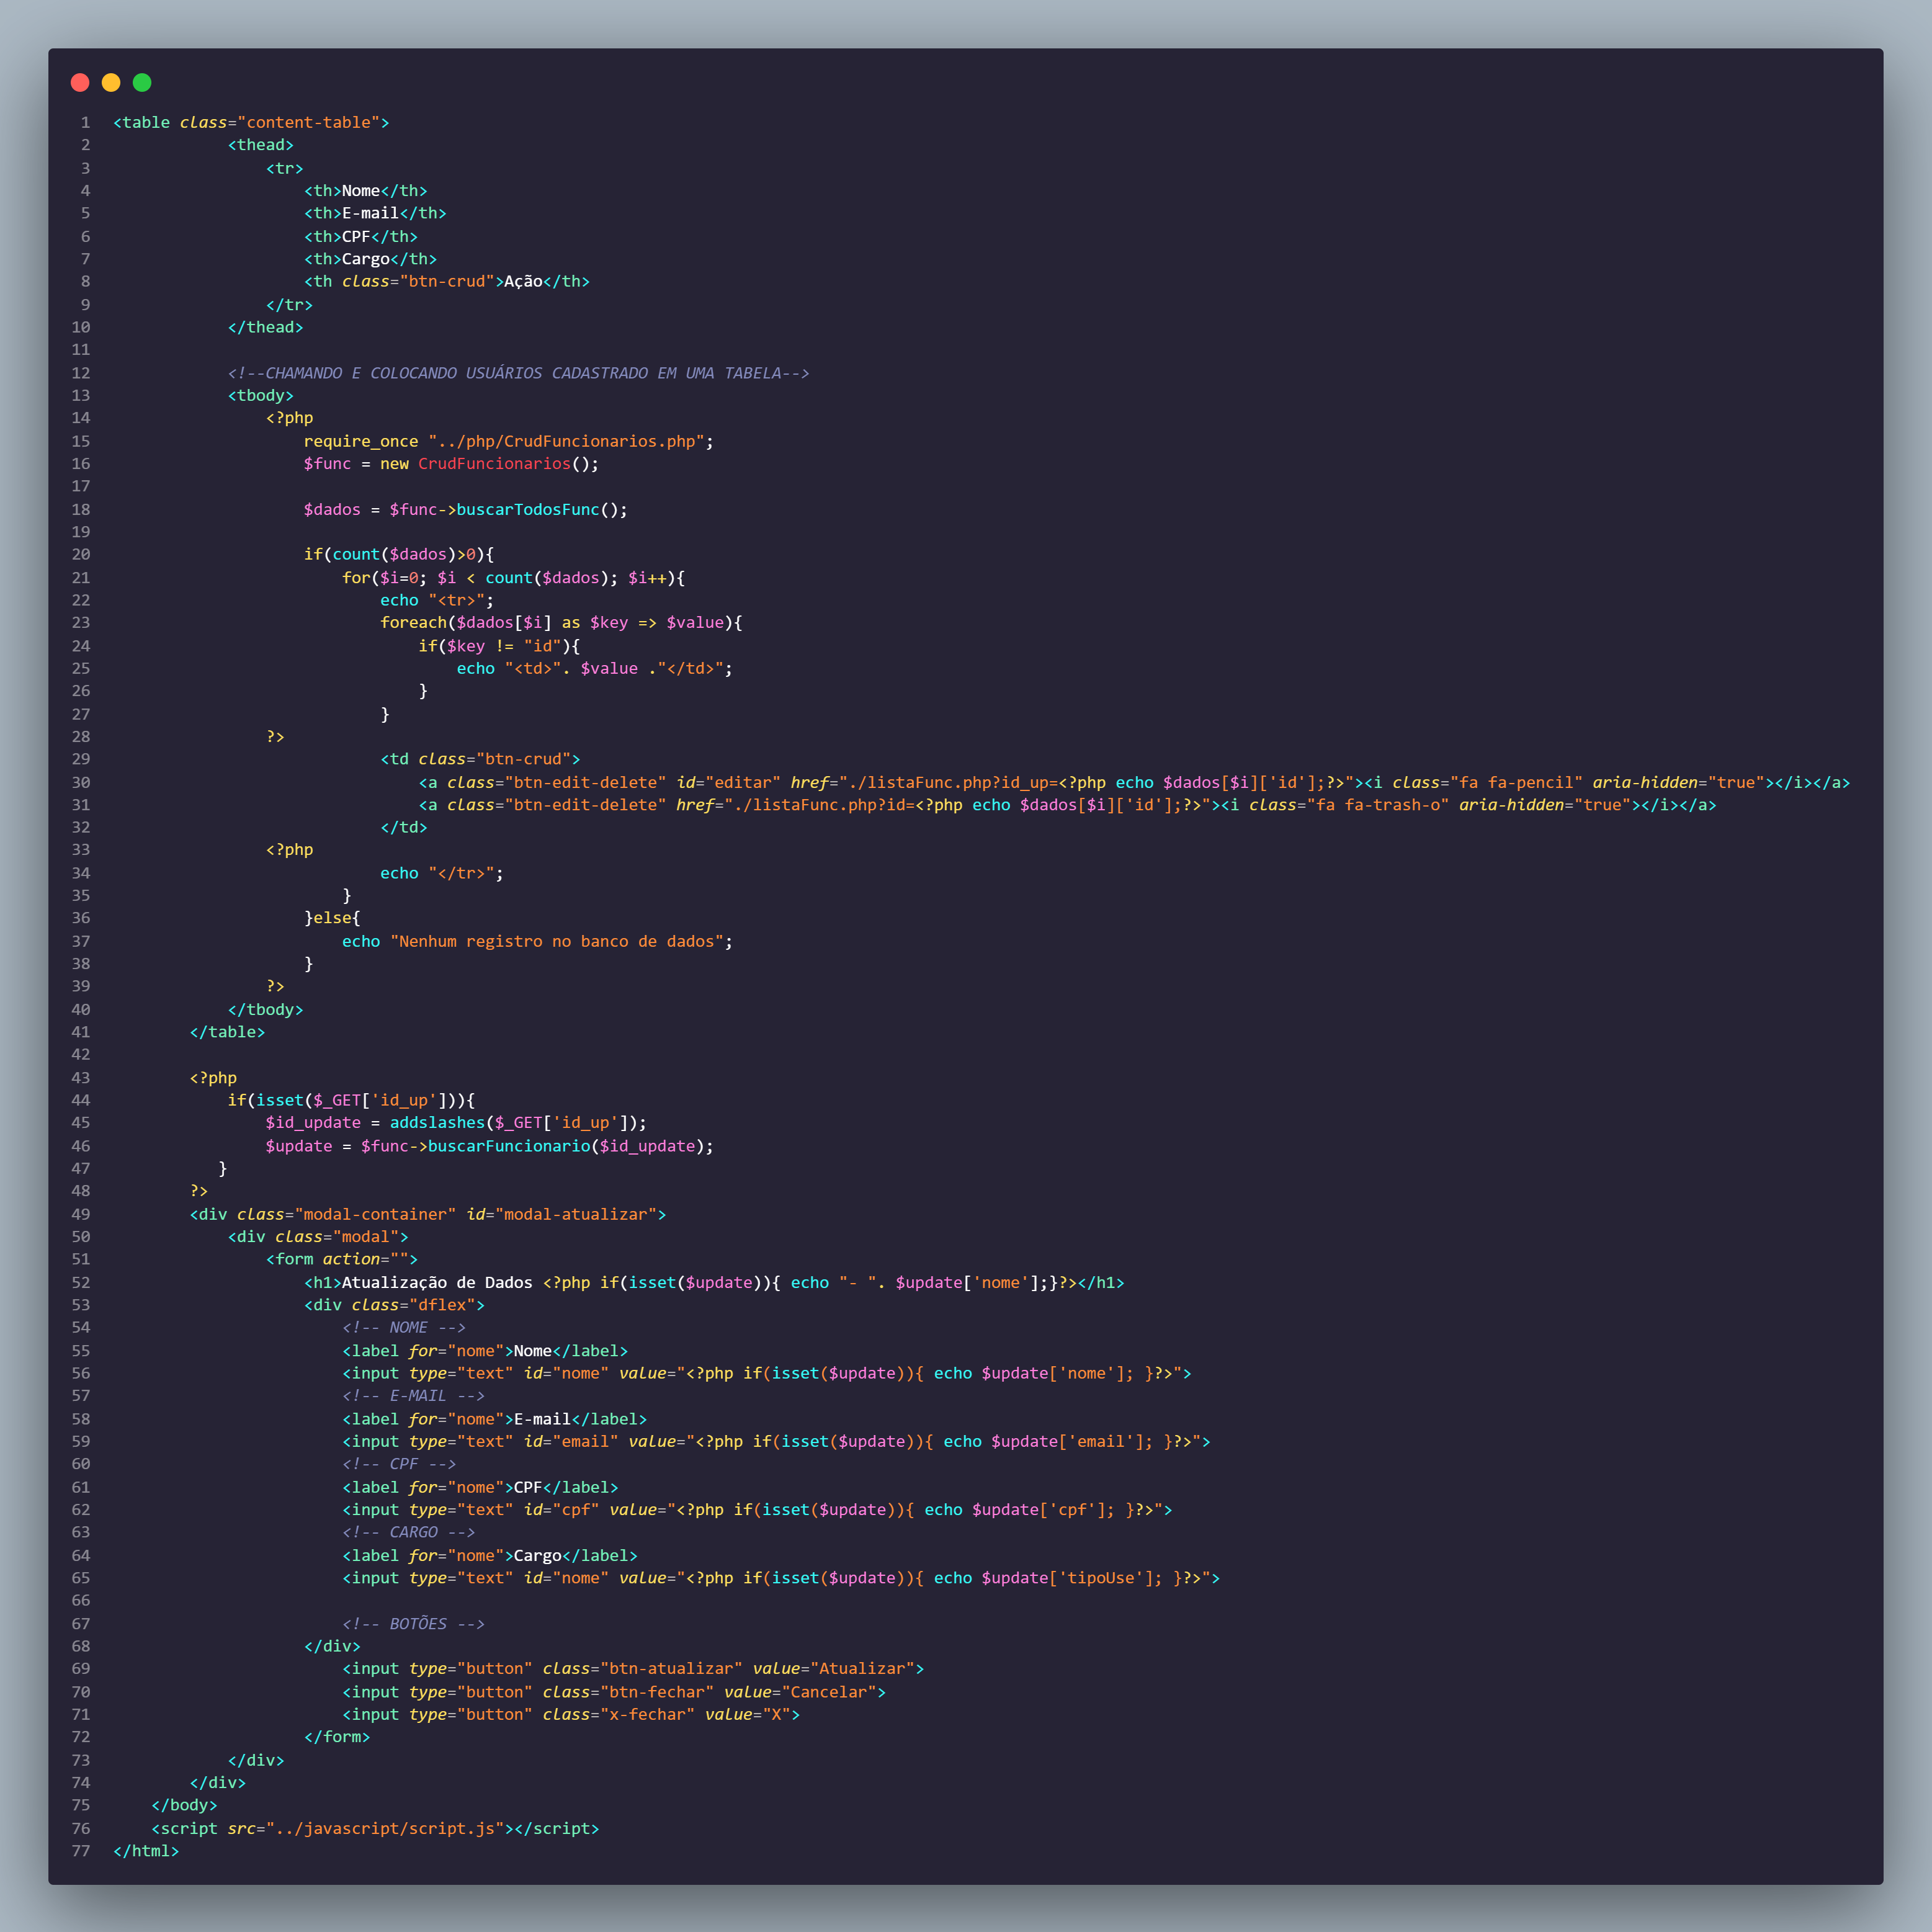 1 <table class="content-table">
2 <thead>
3 <tr>
4 <th>Nome</th>
5 <th>E-mail</th>
6 <th>CPF</th>
7 <th>Cargo</th>
8 <th class="btn-crud">Ação</th>
9 </tr>
10 </thead>
11
12 <!--CHAMANDO E COLOCANDO USUÁRIOS CADASTRADO EM UMA TABELA-->
13 <tbody>
14 <?php
15 require_once "../php/CrudFuncionarios.php";
16 $func = new CrudFuncionarios();
17
18 $dados = $func->buscarTodosFunc();
19
20 if(count($dados)>0){
21 for($i=0; $i < count($dados); $i++){
22 echo "<tr>";
23 foreach($dados[$i] as $key => $value){
24 if($key != "id"){
25 echo "<td>". $value ."</td>";
26 }
27 }
28 ?>
29 <td class="btn-crud">
30 <a class="btn-edit-delete" id="editar" href="./listaFunc.php?id_up=<?php echo $dados[$i]['id'];?>"><i class="fa fa-pencil" aria-hidden="true"></i></a>
31 <a class="btn-edit-delete" href="./listaFunc.php?id=<?php echo $dados[$i]['id'];?>"><i class="fa fa-trash-o" aria-hidden="true"></i></a>
32 </td>
33 <?php
34 echo "</tr>";
35 }
36 }else{
37 echo "Nenhum registro no banco de dados";
38 }
39 ?>
40 </tbody>
41 </table>
42
43 <?php
44 if(isset($_GET['id_up'])){
45 $id_update = addslashes($_GET['id_up']);
46 $update = $func->buscarFuncionario($id_update);
47 }
48 ?>
49 <div class="modal-container" id="modal-atualizar">
50 <div class="modal">
51 <form action="">
52 <h1>Atualização de Dados <?php if(isset($update)){ echo "- ". $update['nome'];}?></h1>
53 <div class="dflex">
54 <!-- NOME -->
55 <label for="nome">Nome</label>
56 <input type="text" id="nome" value="<?php if(isset($update)){ echo $update['nome']; }?>">
57 <!-- E-MAIL -->
58 <label for="nome">E-mail</label>
59 <input type="text" id="email" value="<?php if(isset($update)){ echo $update['email']; }?>">
60 <!-- CPF -->
61 <label for="nome">CPF</label>
62 <input type="text" id="cpf" value="<?php if(isset($update)){ echo $update['cpf']; }?>">
63 <!-- CARGO -->
64 <label for="nome">Cargo</label>
65 <input type="text" id="nome" value="<?php if(isset($update)){ echo $update['tipoUse']; }?>">
66
67 <!-- BOTÕES -->
68 </div>
69 <input type="button" class="btn-atualizar" value="Atualizar">
70 <input type="button" class="btn-fechar" value="Cancelar">
71 <input type="button" class="x-fechar" value="X">
72 </form>
73 </div>
74 </div>
75 </body>
76 <script src="../javascript/script.js"></script>
77 </html>